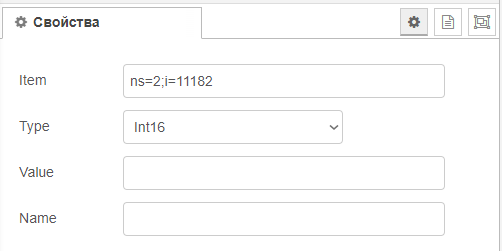 Свойства
Item
ns=2;i=11182
Type
Int16
Value
Name